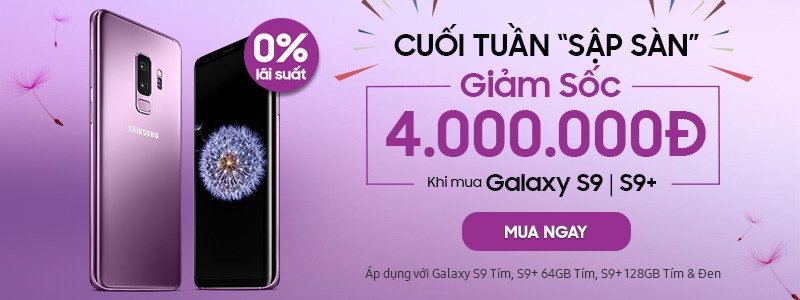 SAMSUNG
0%
lãi suất
CUỐI TUẦN “SẬP SÀN”
Giảm Sốc
4.000.000Đ
Khi mua Galaxy S9 | S9+
MUA NGAY
Áp dụng với Galaxy S9 Tím, S9+ 64GB Tím, S9+ 128GB Tím & Đen